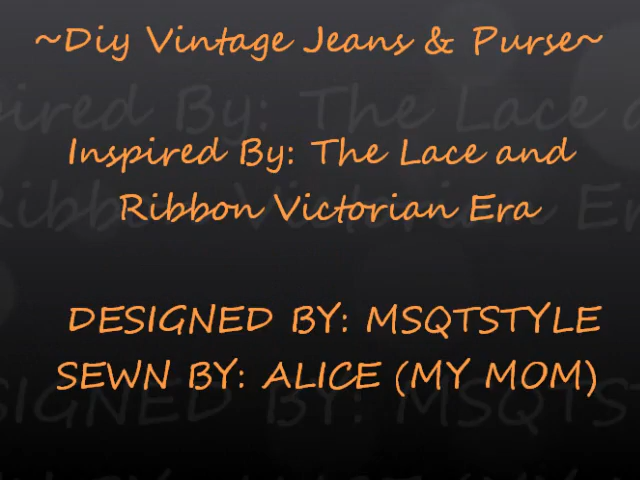 ~Diy Vintage Jeans & Purse~
Inspired By: The Lace and
Ribbon Victorian Era
DESIGNED BY: MSQTSTYLE
SEWN BY: ALICE (MY MOM)